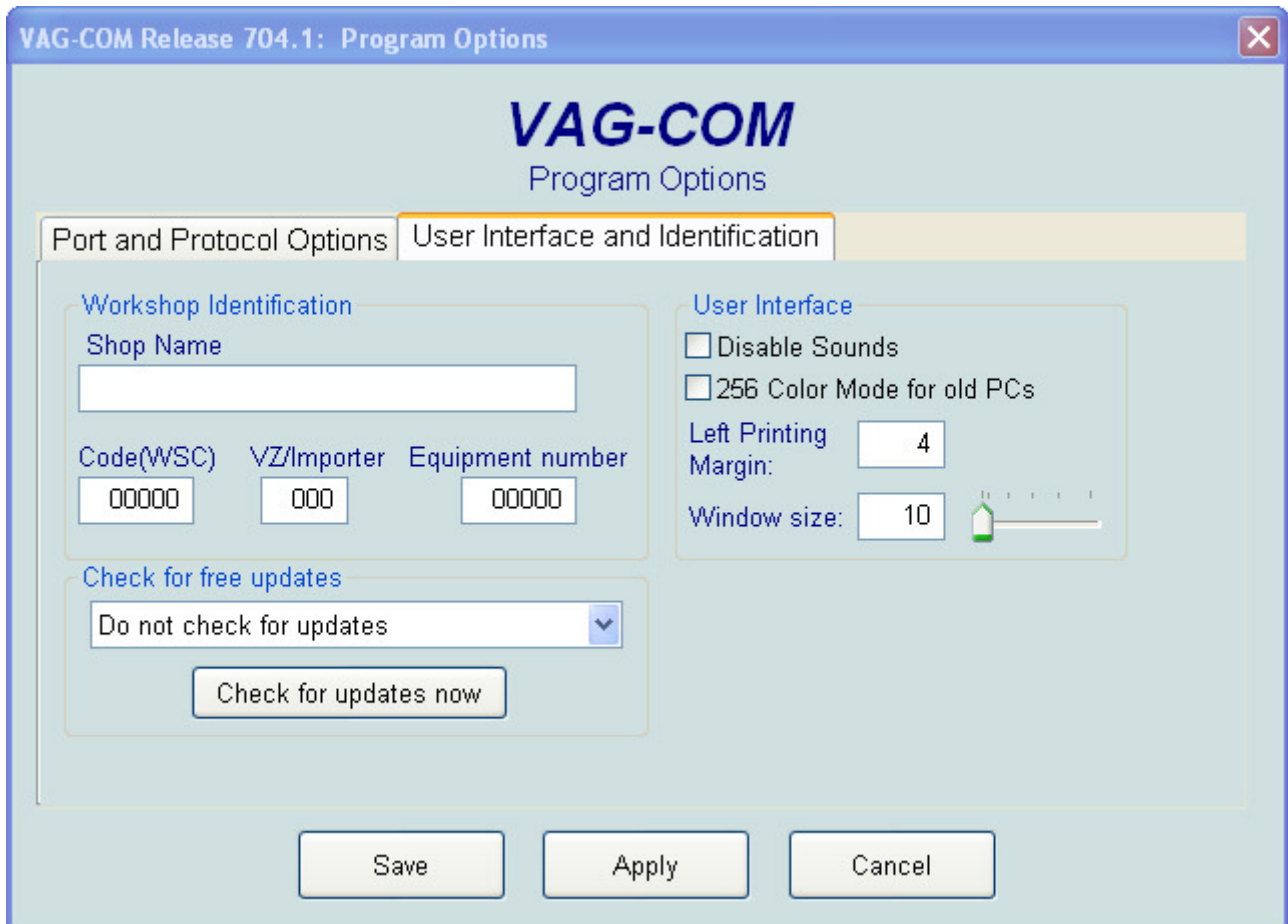 VAG-COM Release 704.1: Program Options
VAG-COM
Program Options
Port and Protocol Options
User Interface and Identification
Workshop Identification
Shop Name
Code(WSC) VZ/Importer Equipment number
00000 000 00000
Check for free updates
Do not check for updates
Check for updates now
User Interface
Disable Sounds
256 Color Mode for old PCs
Left Printing
Margin:
4
Window size: 10
Save Apply Cancel